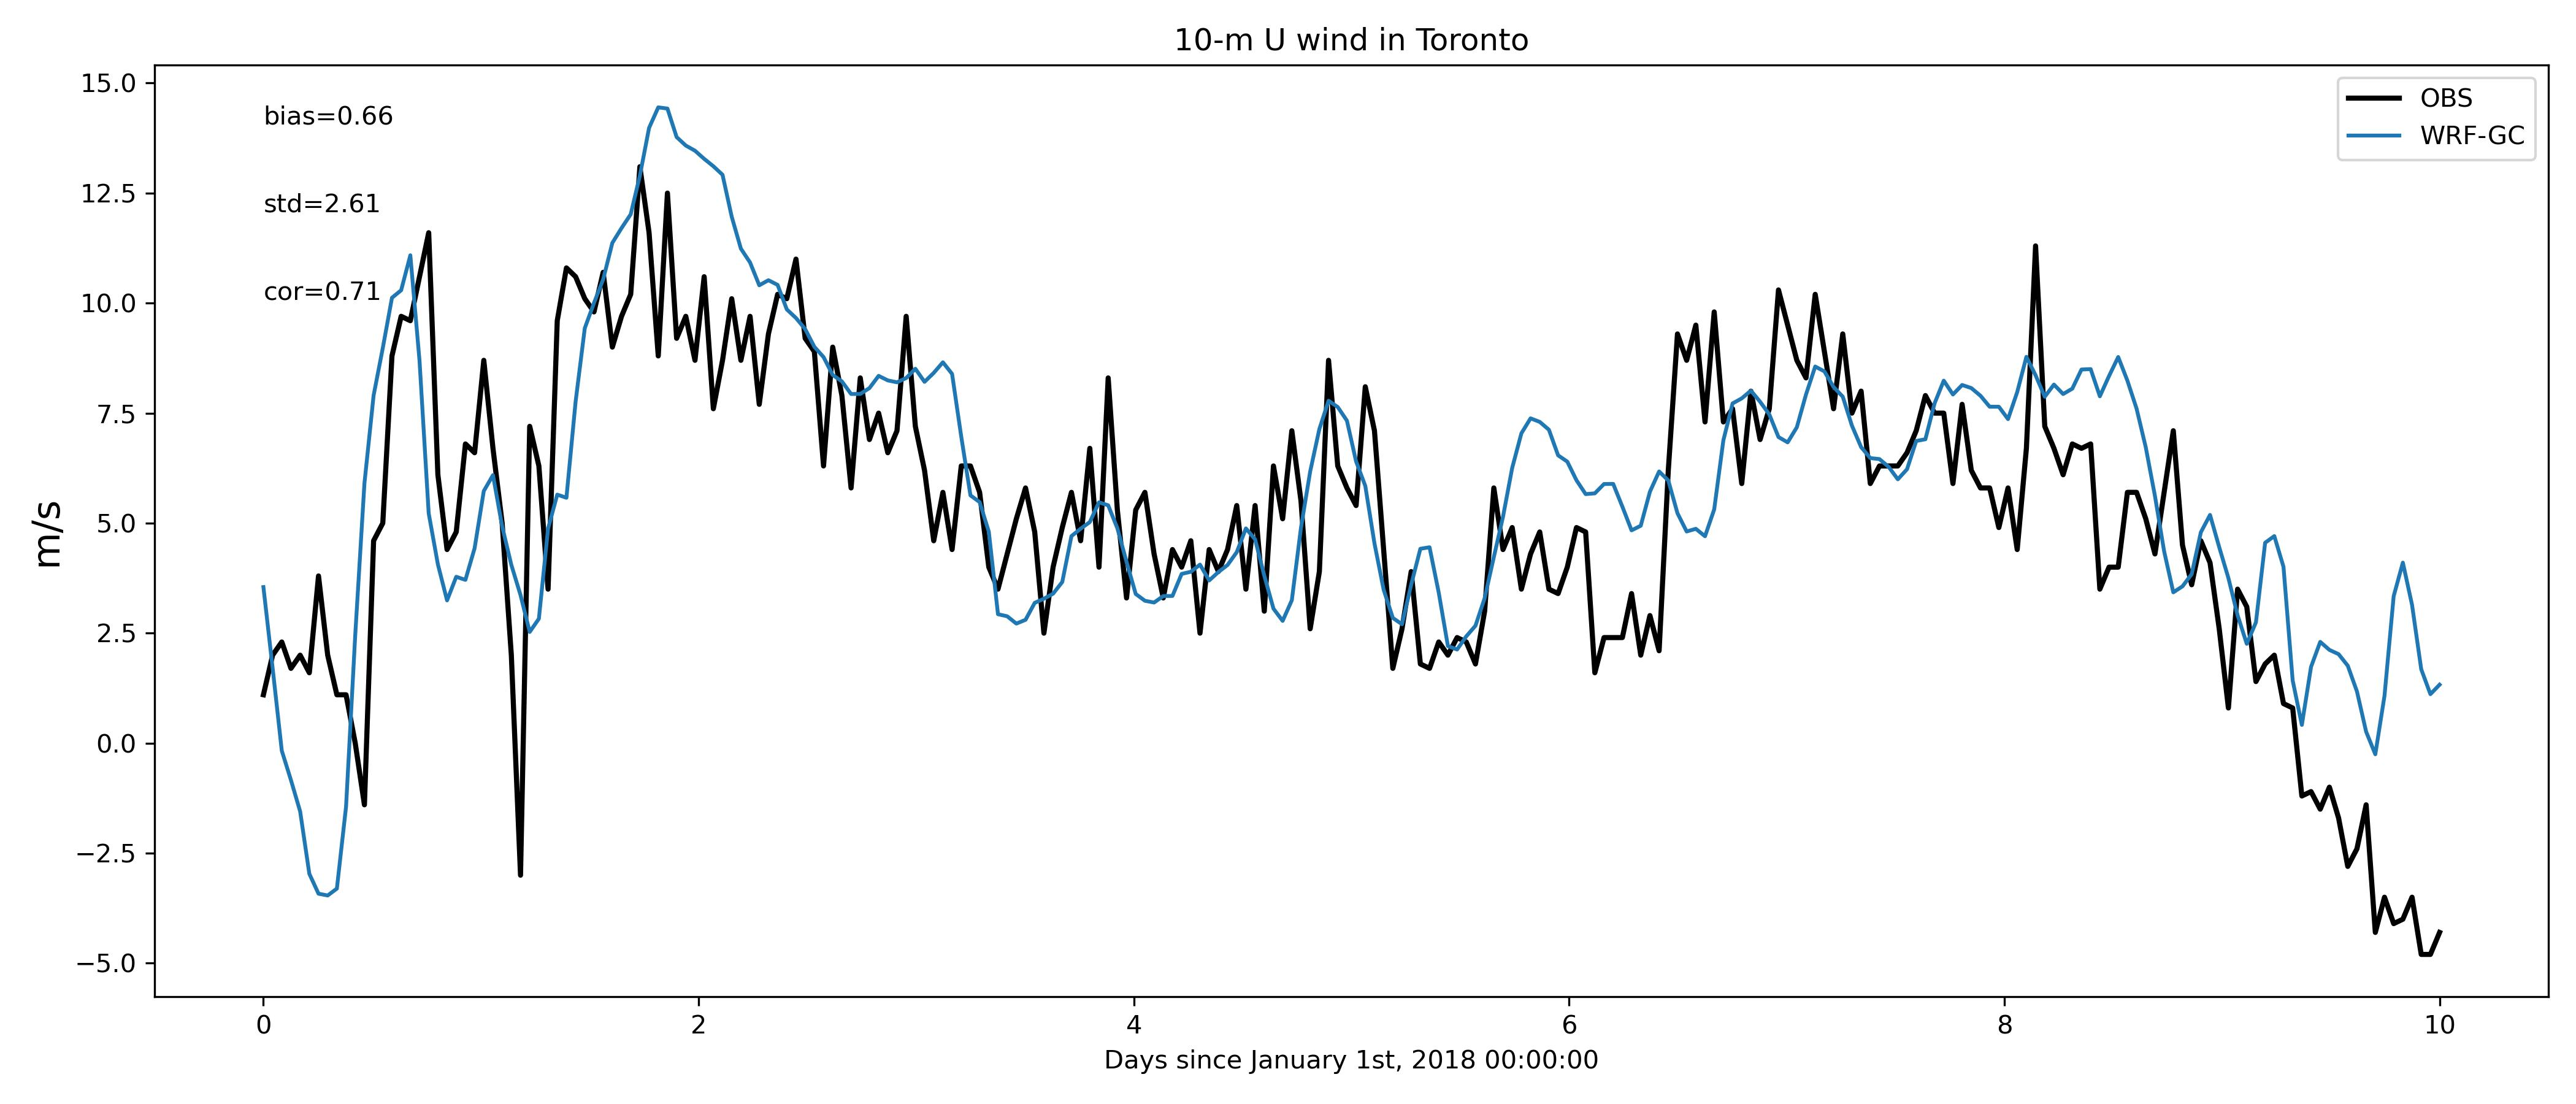 10-m U wind in Toronto
15.0
12.5
10.0
7.5
5.0
2.5
0.0
−2.5
−5.0
m/s
bias=0.66
std=2.61
cor=0.71
OBS
WRF-GC
0 2 4 6 8 10
Days since January 1st, 2018 00:00:00